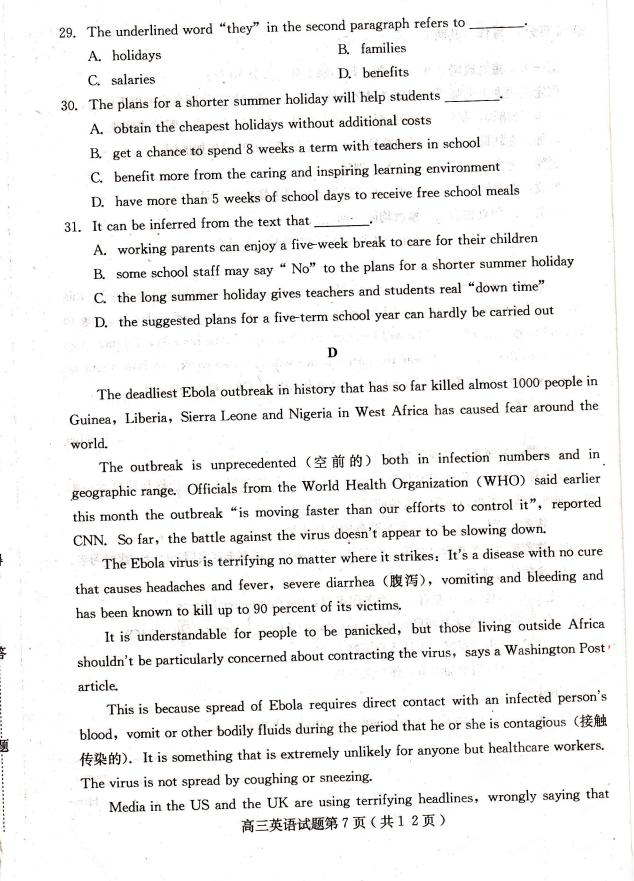 29. The underlined word “they” in the second paragraph refers to ________.
A. holidays B. families
C. salaries D. benefits
30. The plans for a shorter summer holiday will help students ________.
A. obtain the cheapest holidays without additional costs
B. get a chance to spend 8 weeks a term with teachers in school
C. benefit more from the caring and inspiring learning environment
D. have more than 5 weeks of school days to receive free school meals
31. It can be inferred from the text that ________.
A. working parents can enjoy a five-week break to care for their children
B. some school staff may say “ No” to the plans for a shorter summer holiday
C. the long summer holiday gives teachers and students real “down time”
D. the suggested plans for a five-term school year can hardly be carried out
D
The deadliest Ebola outbreak in history that has so far killed almost 1000 people in
Guinea, Liberia, Sierra Leone and Nigeria in West Africa has caused fear around the
world.
The outbreak is unprecedented (空前的) both in infection numbers and in
geographic range. Officials from the World Health Organization (WHO) said earlier
this month the outbreak “is moving faster than our efforts to control it”, reported
CNN. So far, the battle against the virus doesn't appear to be slowing down.
The Ebola virus is terrifying no matter where it strikes: It's a disease with no cure
that causes headaches and fever, severe diarrhea (腹泻), vomiting and bleeding and
has been known to kill up to 90 percent of its victims.
It is understandable for people to be panicked, but those living outside Africa
shouldn't be particularly concerned about contracting the virus, says a Washington Post
article.
This is because spread of Ebola requires direct contact with an infected person's
blood, vomit or other bodily fluids during the period that he or she is contagious (接触
传染的). It is something that is extremely unlikely for anyone but healthcare workers.
The virus is not spread by coughing or sneezing.
Media in the US and the UK are using terrifying headlines, wrongly saying that
高三英语试题第7页(共12页)
答
题